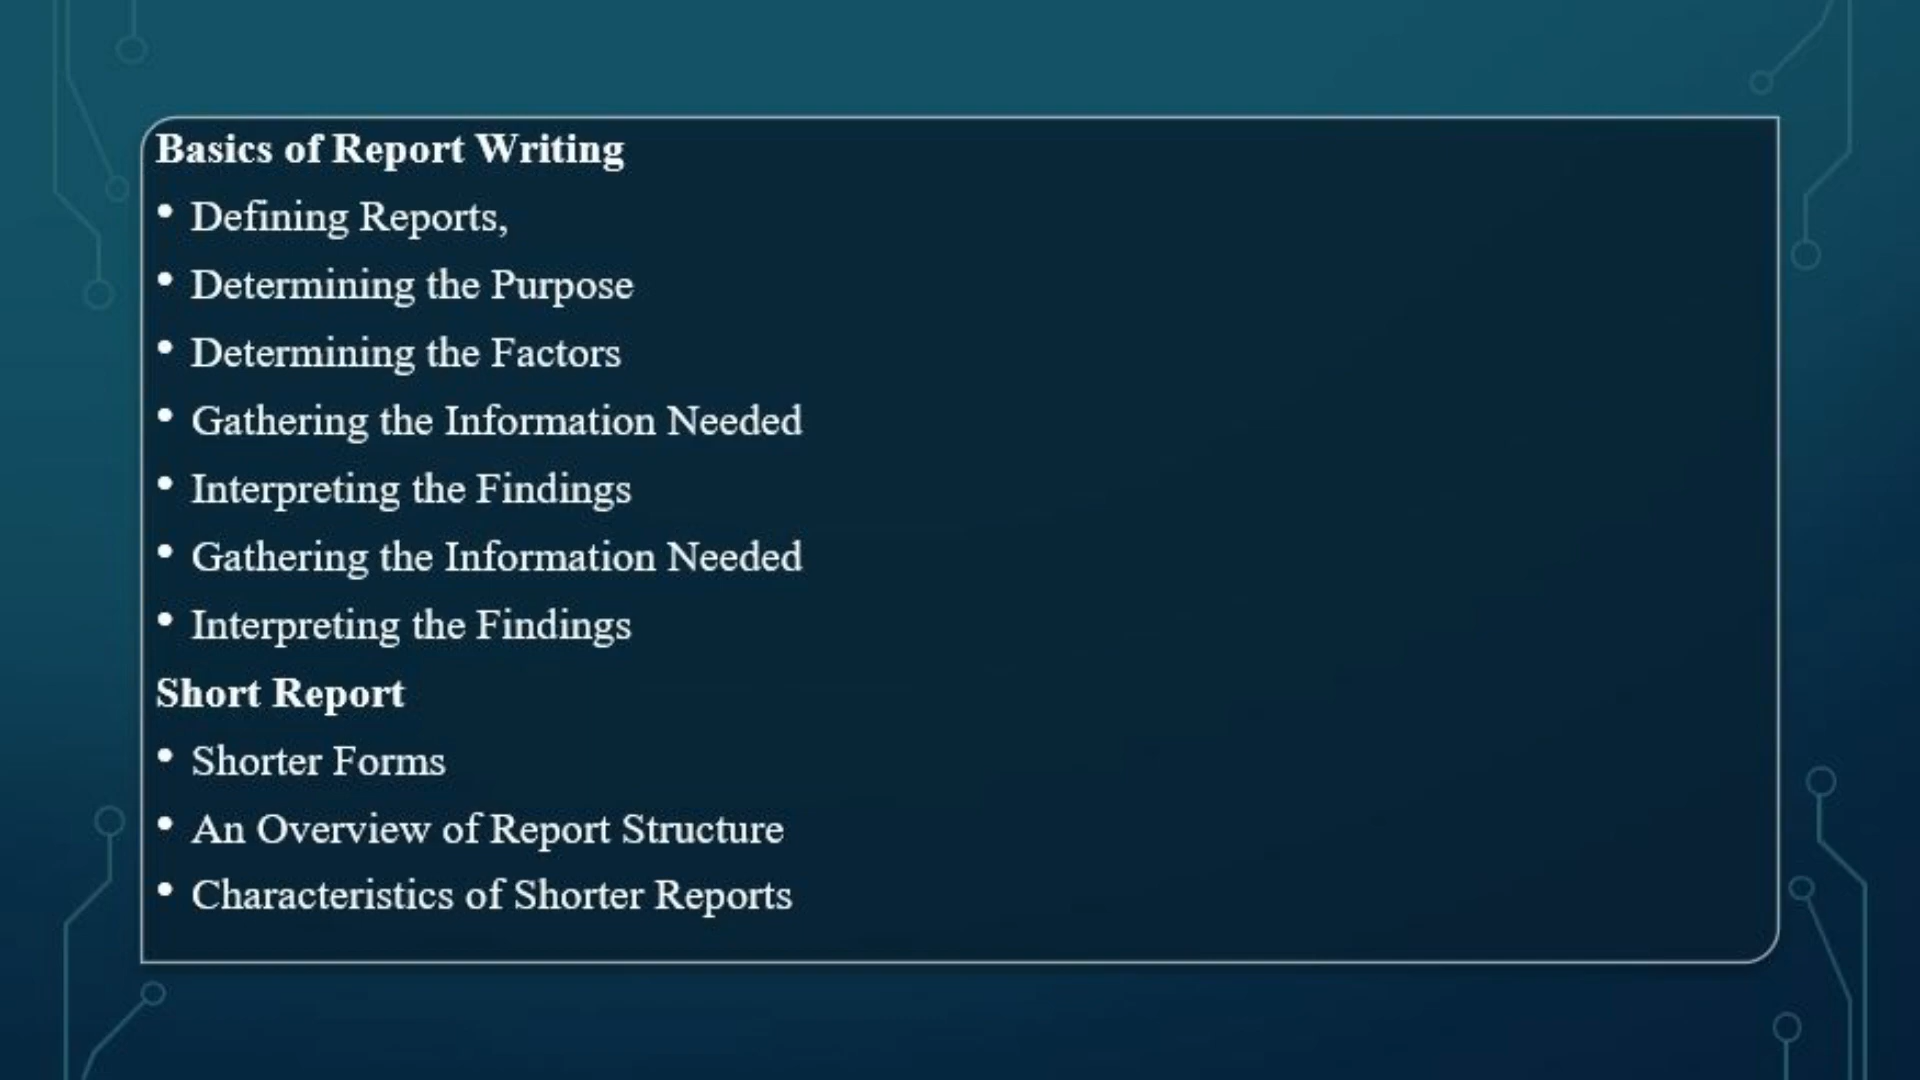 Basics of Report Writing
• Defining Reports,
• Determining the Purpose
• Determining the Factors
• Gathering the Information Needed
• Interpreting the Findings
• Gathering the Information Needed
• Interpreting the Findings
Short Report
• Shorter Forms
• An Overview of Report Structure
• Characteristics of Shorter Reports